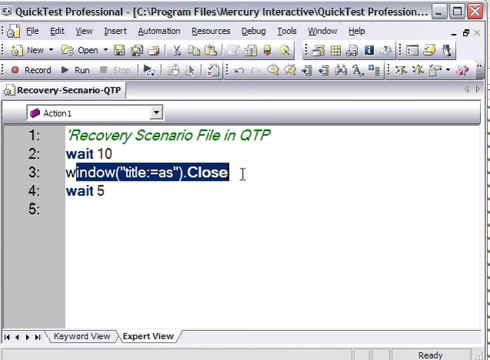 QuickTest Professional - [C:\Program Files\Mercury Interactive\QuickTest Profession...
File Edit View Insert Automation Resources Debug Tools Window Help
New Open
Record Run Stop
Recovery-Secnario-QTP
Action1
1: 'Recovery Scenario File in QTP
2: wait 10
3: window("title:=as").Close
4: wait 5
5:
Keyword View Expert View
Ready